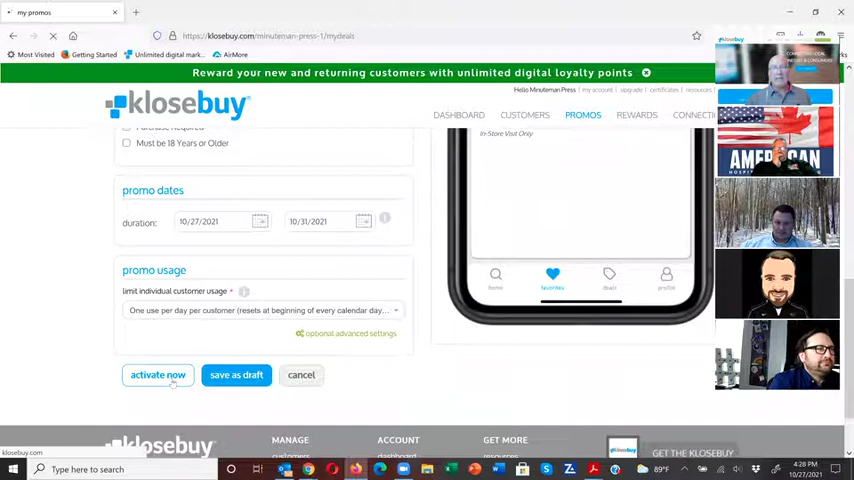 my promos
https://klosebuy.com/minuteman-press-1/mydeals
Most Visited
Getting Started
Unlimited digital mark...
AirMore
Reward your new and returning customers with unlimited digital loyalty points
Hello Minuteman Press | my account | upgrade | certificates | resources
klosebuy
DASHBOARD
CUSTOMERS
PROMOS
REWARDS
CONNECTI
Purchase Required
Must be 18 Years or Older
In-Store Visit Only
promo dates
duration:
10/27/2021
10/31/2021
promo usage
limit individual customer usage *
One use per day per customer (resets at beginning of every calendar day...
optional advanced settings
home
favorites
deals
profile
activate now
save as draft
cancel
klosebuy
MANAGE
ACCOUNT
GET MORE
GET THE KLOSEBUY
customers
dashboard
klosebuy.com
klosebuy
AMERICAN
Type here to search
89°F
4:28 PM
10/27/2021